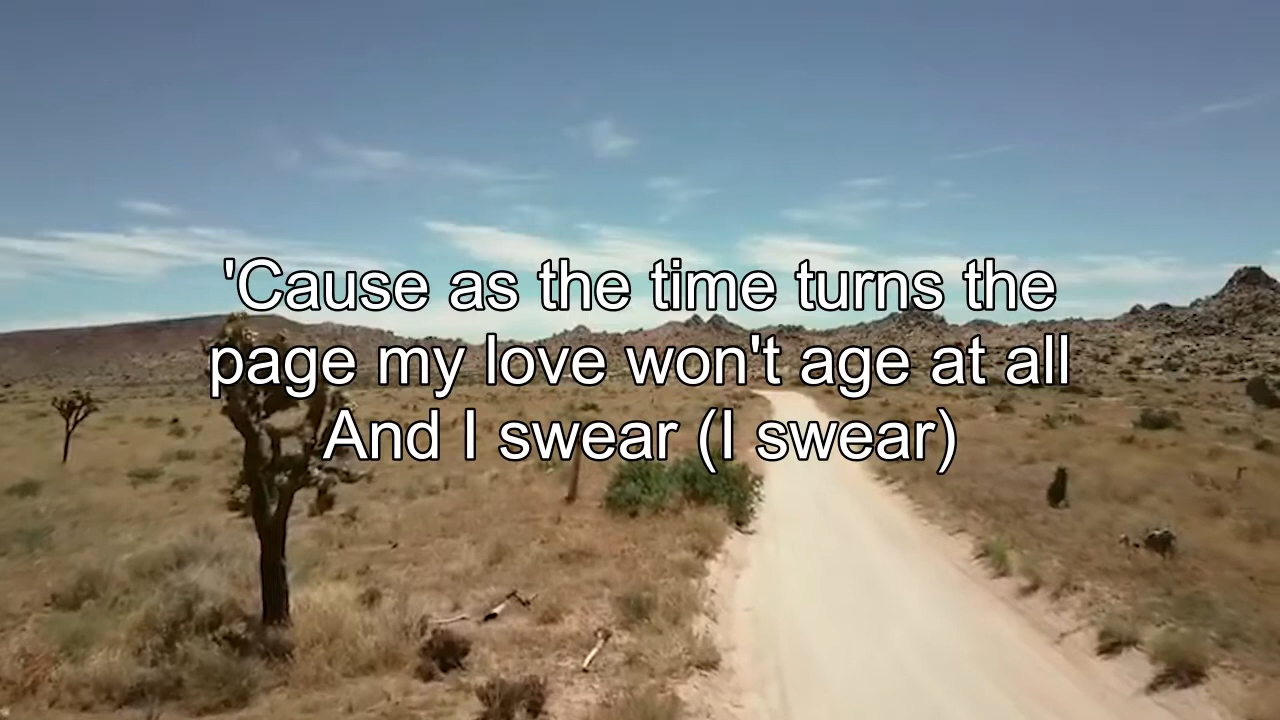 'Cause as the time turns the
page my love won't age at all
And I swear (I swear)